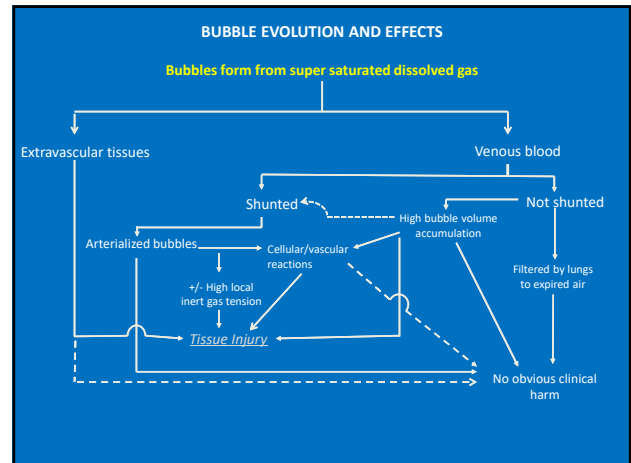 BUBBLE EVOLUTION AND EFFECTS
Bubbles form from super saturated dissolved gas
Extravascular tissues
Venous blood
Shunted
Not shunted
High bubble volume
accumulation
Arterialized bubbles
Cellular/vascular
reactions
Filtered by lungs
to expired air
+/- High local
inert gas tension
Tissue Injury
No obvious clinical
harm